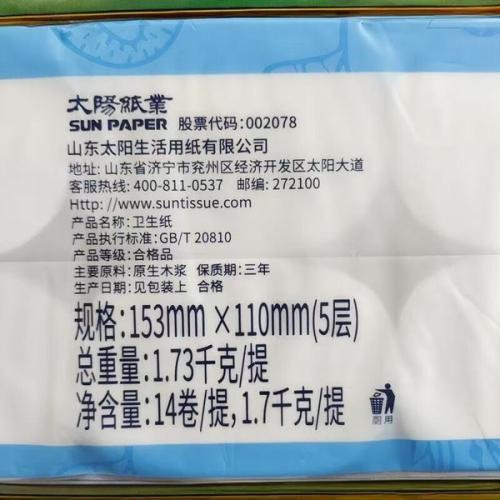 太陽紙業
SUN PAPER 股票代码:002078
山东太阳生活用纸有限公司
地址: 山东省济宁市兖州区经济开发区太阳大道
客服热线: 400-811-0537 邮编: 272100
Http://www.suntissue.com
产品名称: 卫生纸
产品执行标准: GB/T 20810
产品等级: 合格品
主要原料: 原生木浆 保质期: 三年
生产日期: 见包装上 合格
规格: 153mm×110mm(5层)
总重量: 1.73千克/提
净含量: 14卷/提, 1.7千克/提
厕用